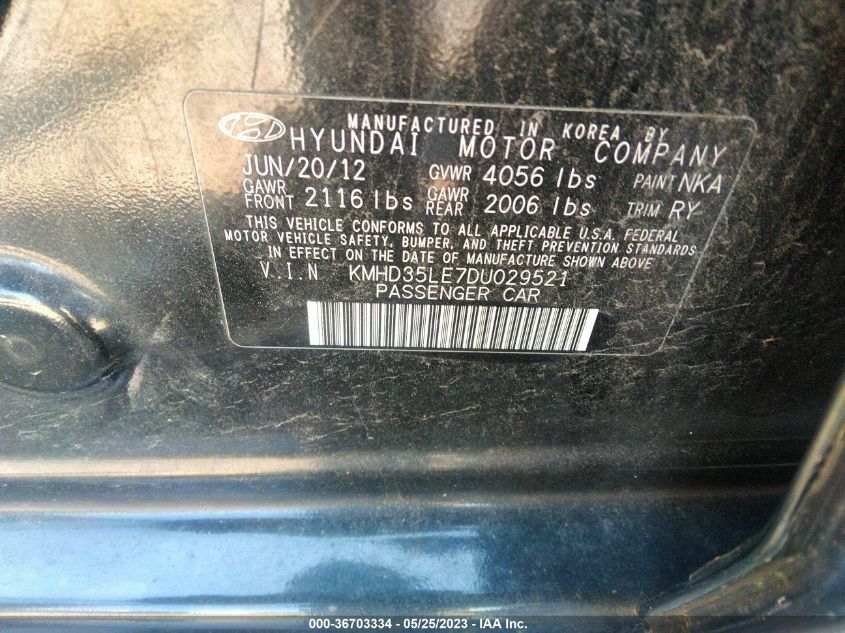 MANUFACTURED IN KOREA BY
HYUNDAI MOTOR COMPANY
JUN/20/12 GVWR 4056 lbs PAINT NKA
GAWR FRONT 2116 lbs GAWR REAR 2006 lbs TRIM RY
THIS VEHICLE CONFORMS TO ALL APPLICABLE U.S.A. FEDERAL
MOTOR VEHICLE SAFETY, BUMPER, AND THEFT PREVENTION STANDARDS
IN EFFECT ON THE DATE OF MANUFACTURE SHOWN ABOVE
V.I.N KMHD35LE7DU029521
PASSENGER CAR
000-36703334 / 05/25/2023 - IAA Inc.